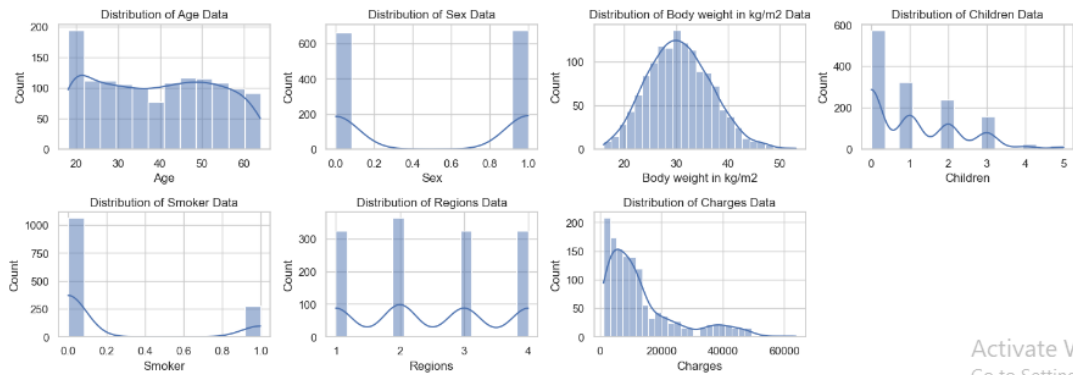 Distribution of Age Data
200
150
100
50
0
Count
20 30 40 50 60
Age
Distribution of Sex Data
600
400
200
0
Count
0.0 0.2 0.4 0.6 0.8 1.0
Sex
Distribution of Body weight in kg/m2 Data
100
50
0
Count
20 30 40 50
Body weight in kg/m2
Distribution of Children Data
600
400
200
0
Count
0 1 2 3 4 5
Children
Distribution of Smoker Data
1000
750
500
250
0
Count
0.0 0.2 0.4 0.6 0.8 1.0
Smoker
Distribution of Regions Data
300
200
100
0
Count
1 2 3 4
Regions
Distribution of Charges Data
200
150
100
50
0
Count
0 20000 40000 60000
Charges
Activate